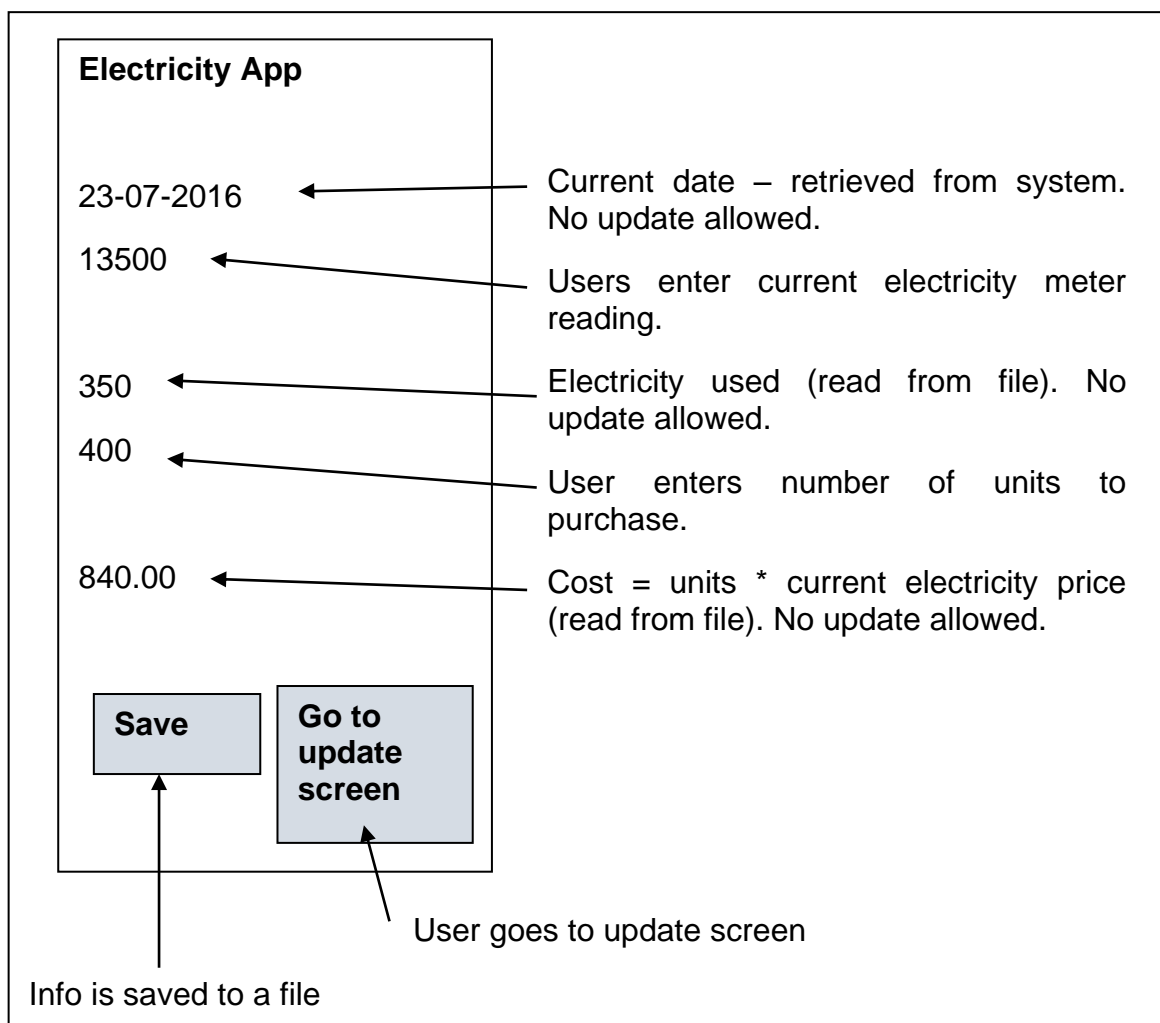 Electricity App
23-07-2016
Current date – retrieved from system.
No update allowed.
13500
Users enter current electricity meter
reading.
350
Electricity used (read from file). No
update allowed.
400
User enters number of units to
purchase.
840.00
Cost = units * current electricity price
(read from file). No update allowed.
Save
Go to
update
screen
User goes to update screen
Info is saved to a file